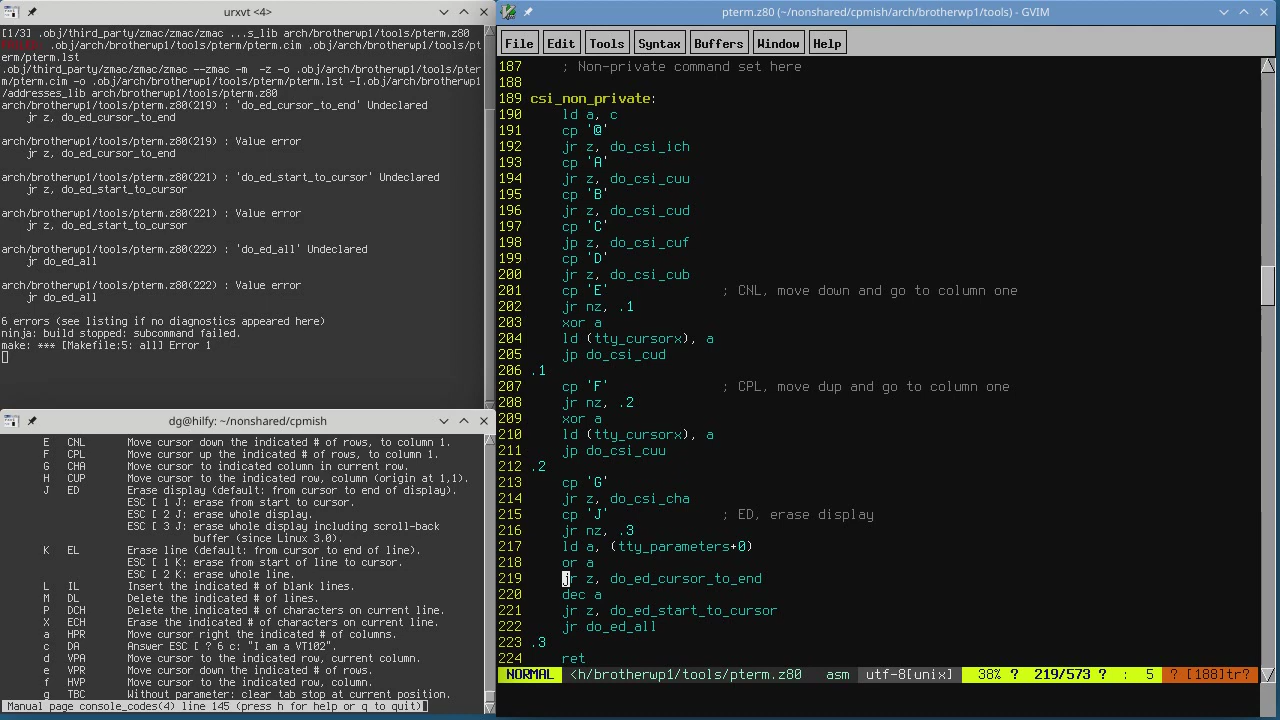 urxvt <4>
[1/3] .obj/third_party/zmac/zmac/zmac ...s_lib arch/brotherwp1/tools/pterm.z80
FAILED: .obj/arch/brotherwp1/tools/pterm/pterm.cim .obj/arch/brotherwp1/tools/pt
erm/pterm.lst
.obj/third_party/zmac/zmac/zmac --zmac -m  -z -o .obj/arch/brotherwp1/tools/pter
m/pterm.cim -o .obj/arch/brotherwp1/tools/pterm/pterm.lst -I.obj/arch/brotherwp1
/addresses_lib arch/brotherwp1/tools/pterm.z80
arch/brotherwp1/tools/pterm.z80(219) : 'do_ed_cursor_to_end' Undeclared
jr z, do_ed_cursor_to_end
arch/brotherwp1/tools/pterm.z80(219) : Value error
jr z, do_ed_cursor_to_end
arch/brotherwp1/tools/pterm.z80(221) : 'do_ed_start_to_cursor' Undeclared
jr z, do_ed_start_to_cursor
arch/brotherwp1/tools/pterm.z80(221) : Value error
jr z, do_ed_start_to_cursor
arch/brotherwp1/tools/pterm.z80(222) : 'do_ed_all' Undeclared
jr do_ed_all
arch/brotherwp1/tools/pterm.z80(222) : Value error
jr do_ed_all
6 errors (see listing if no diagnostics appeared here)
ninja: build stopped: subcommand failed.
make: *** [Makefile:5: all] Error 1
dg@hilfy: ~/nonshared/cpmish
E   CNL       Move cursor down the indicated # of rows, to column 1.
F   CPL       Move cursor up the indicated # of rows, to column 1.
G   CHA       Move cursor to indicated column in current row.
H   CUP       Move cursor to the indicated row, column (origin at 1,1).
J   ED        Erase display (default: from cursor to end of display).
ESC [ 1 J: erase from start to cursor.
ESC [ 2 J: erase whole display.
ESC [ 3 J: erase whole display including scroll-back
buffer (since Linux 3.0).
K   EL        Erase line (default: from cursor to end of line).
ESC [ 1 K: erase from start of line to cursor.
ESC [ 2 K: erase whole line.
L   IL        Insert the indicated # of blank lines.
M   DL        Delete the indicated # of lines.
P   DCH       Delete the indicated # of characters on current line.
X   ECH       Erase the indicated # of characters on current line.
a   HPR       Move cursor right the indicated # of columns.
c   DA        Answer ESC [ ? 6 c: "I am a VT102".
d   VPA       Move cursor to the indicated row, current column.
e   VPR       Move cursor down the indicated # of rows.
f   HVP       Move cursor to the indicated row, column.
g   TBC       Without parameter: clear tab stop at current position.
Manual page console_codes(4) line 145 (press h for help or q to quit)
pterm.z80 (~/nonshared/cpmish/arch/brotherwp1/tools) - GVIM
File Edit Tools Syntax Buffers Window Help
187     ; Non-private command set here
188
189 csi_non_private:
190     ld a, c
191     cp '@'
192     jr z, do_csi_ich
193     cp 'A'
194     jr z, do_csi_cuu
195     cp 'B'
196     jr z, do_csi_cud
197     cp 'C'
198     jp z, do_csi_cuf
199     cp 'D'
200     jr z, do_csi_cub
201     cp 'E'              ; CNL, move down and go to column one
202     jr nz, .1
203     xor a
204     ld (tty_cursorx), a
205     jp do_csi_cud
206 .1
207     cp 'F'              ; CPL, move dup and go to column one
208     jr nz, .2
209     xor a
210     ld (tty_cursorx), a
211     jp do_csi_cuu
212 .2
213     cp 'G'
214     jr z, do_csi_cha
215     cp 'J'              ; ED, erase display
216     jr nz, .3
217     ld a, (tty_parameters+0)
218     or a
219     jr z, do_ed_cursor_to_end
220     dec a
221     jr z, do_ed_start_to_cursor
222     jr do_ed_all
223 .3
224     ret
NORMAL <h/brotherwp1/tools/pterm.z80 asm utf-8[unix] 38% ? 219/573 ? : 5 ? [188]tr?